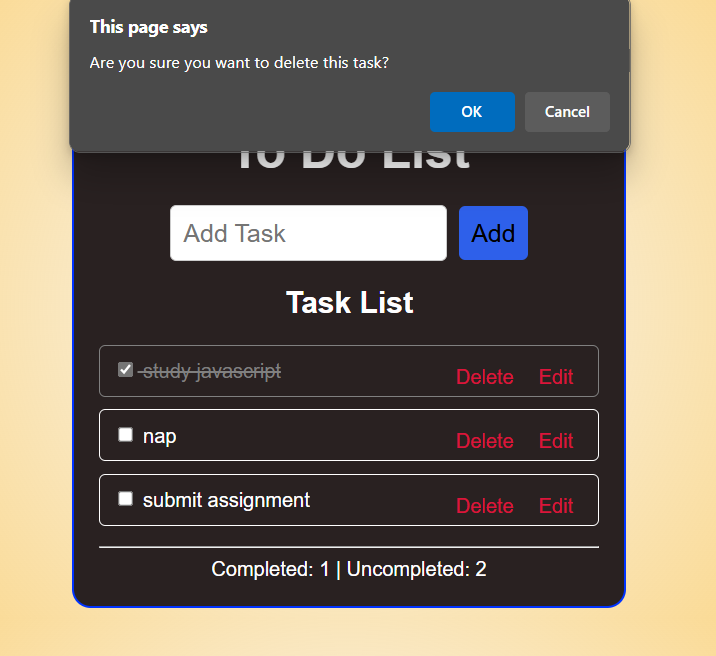 This page says
Are you sure you want to delete this task?
OK Cancel
To Do List
Add Task Add
Task List
study javascript Delete Edit
nap Delete Edit
submit assignment Delete Edit
Completed: 1 | Uncompleted: 2